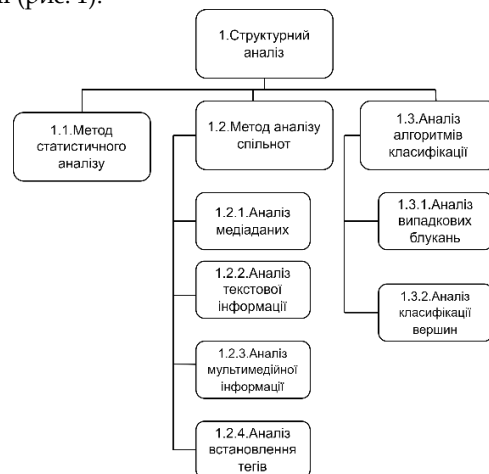 (рис. 1).
1.Структурний
аналіз
1.1.Метод
статистичного
аналізу
1.2.Метод аналізу
спільнот
1.3.Аналіз
алгоритмів
класифікації
1.2.1.Аналіз
медіаданих
1.2.2.Аналіз
текстової
інформації
1.2.3.Аналіз
мультимедійної
інформації
1.2.4.Аналіз
встановлення
тегів
1.3.1.Аналіз
випадкових
блукань
1.3.2.Аналіз
класифікації
вершин